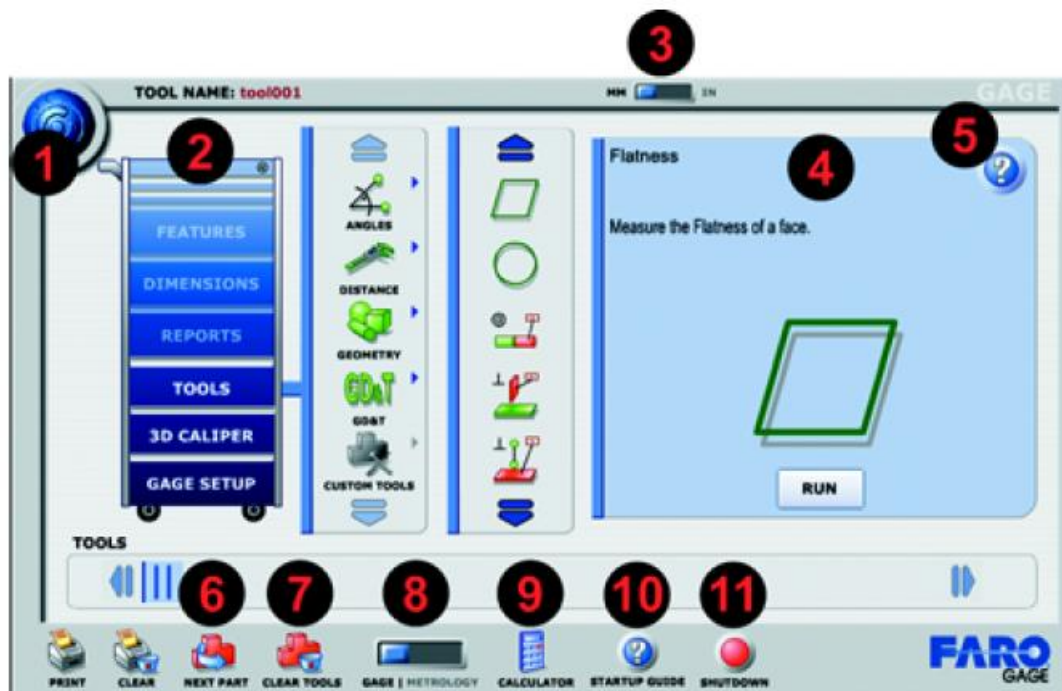 3
TOOL NAME: tool001
MM IN
GAGE
1
2
4
5
?
Flatness
Measure the Flatness of a face.
FEATURES
DIMENSIONS
REPORTS
TOOLS
3D CALIPER
GAGE SETUP
ANGLES
DISTANCE
GEOMETRY
GD&T
GD&T
CUSTOM TOOLS
RUN
TOOLS
6
7
8
9
10
11
PRINT
CLEAR
NEXT PART
CLEAR TOOLS
GAGE | METROLOGY
CALCULATOR
?
STARTUP GUIDE
SHUTDOWN
FARO
GAGE